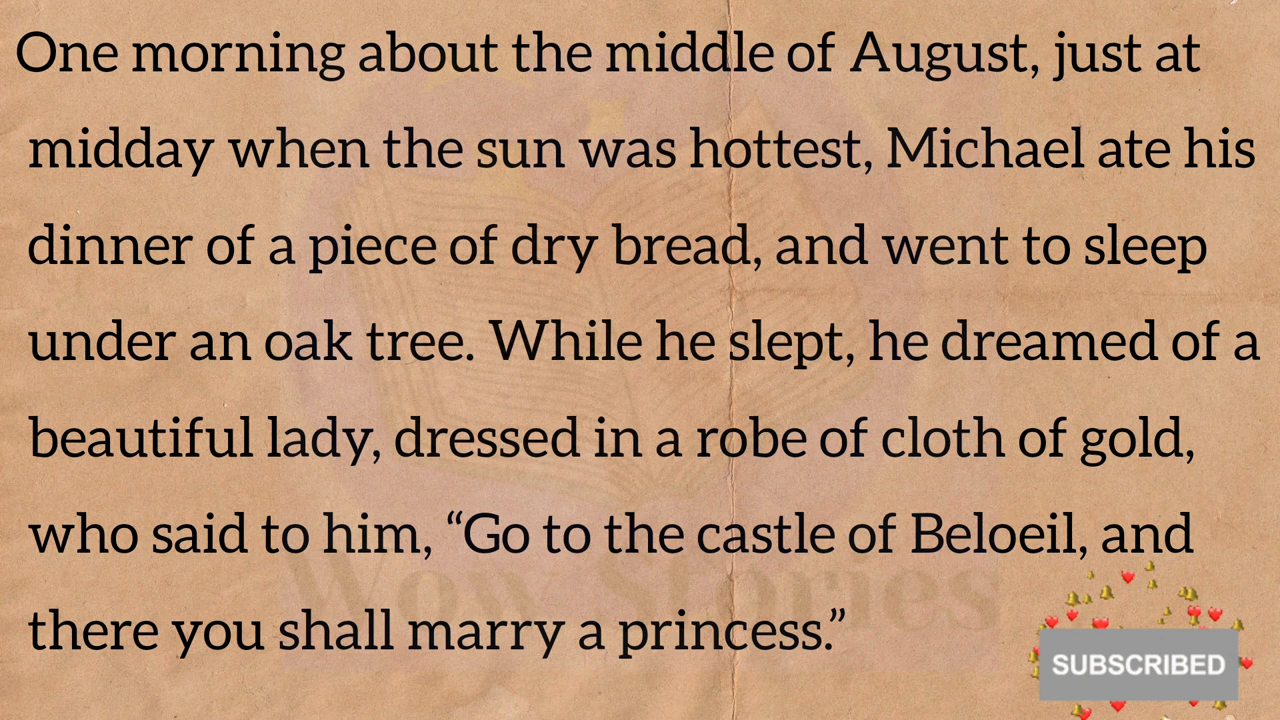 One morning about the middle of August, just at
midday when the sun was hottest, Michael ate his
dinner of a piece of dry bread, and went to sleep
under an oak tree. While he slept, he dreamed of a
beautiful lady, dressed in a robe of cloth of gold,
who said to him, “Go to the castle of Beloeil, and
there you shall marry a princess.”
Wow Stories
SUBSCRIBED